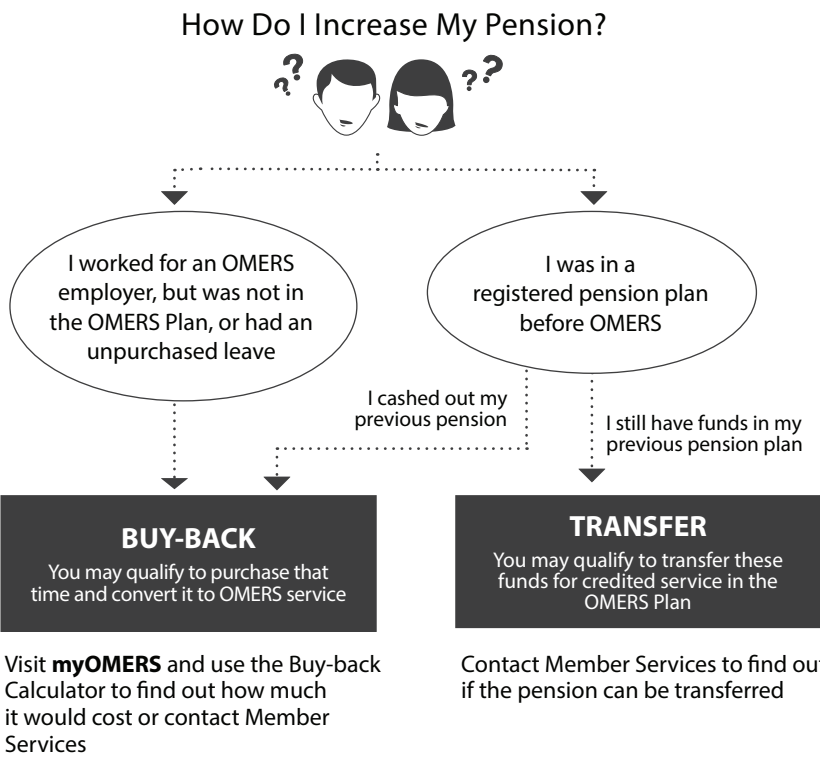 How Do I Increase My Pension?
? ? ? ?
I worked for an OMERS
employer, but was not in
the OMERS Plan, or had an
unpurchased leave
I was in a
registered pension plan
before OMERS
I cashed out my
previous pension
I still have funds in my
previous pension plan
BUY-BACK
You may qualify to purchase that
time and convert it to OMERS service
TRANSFER
You may qualify to transfer these
funds for credited service in the
OMERS Plan
Visit myOMERS and use the Buy-back
Calculator to find out how much
it would cost or contact Member
Services
Contact Member Services to find out
if the pension can be transferred